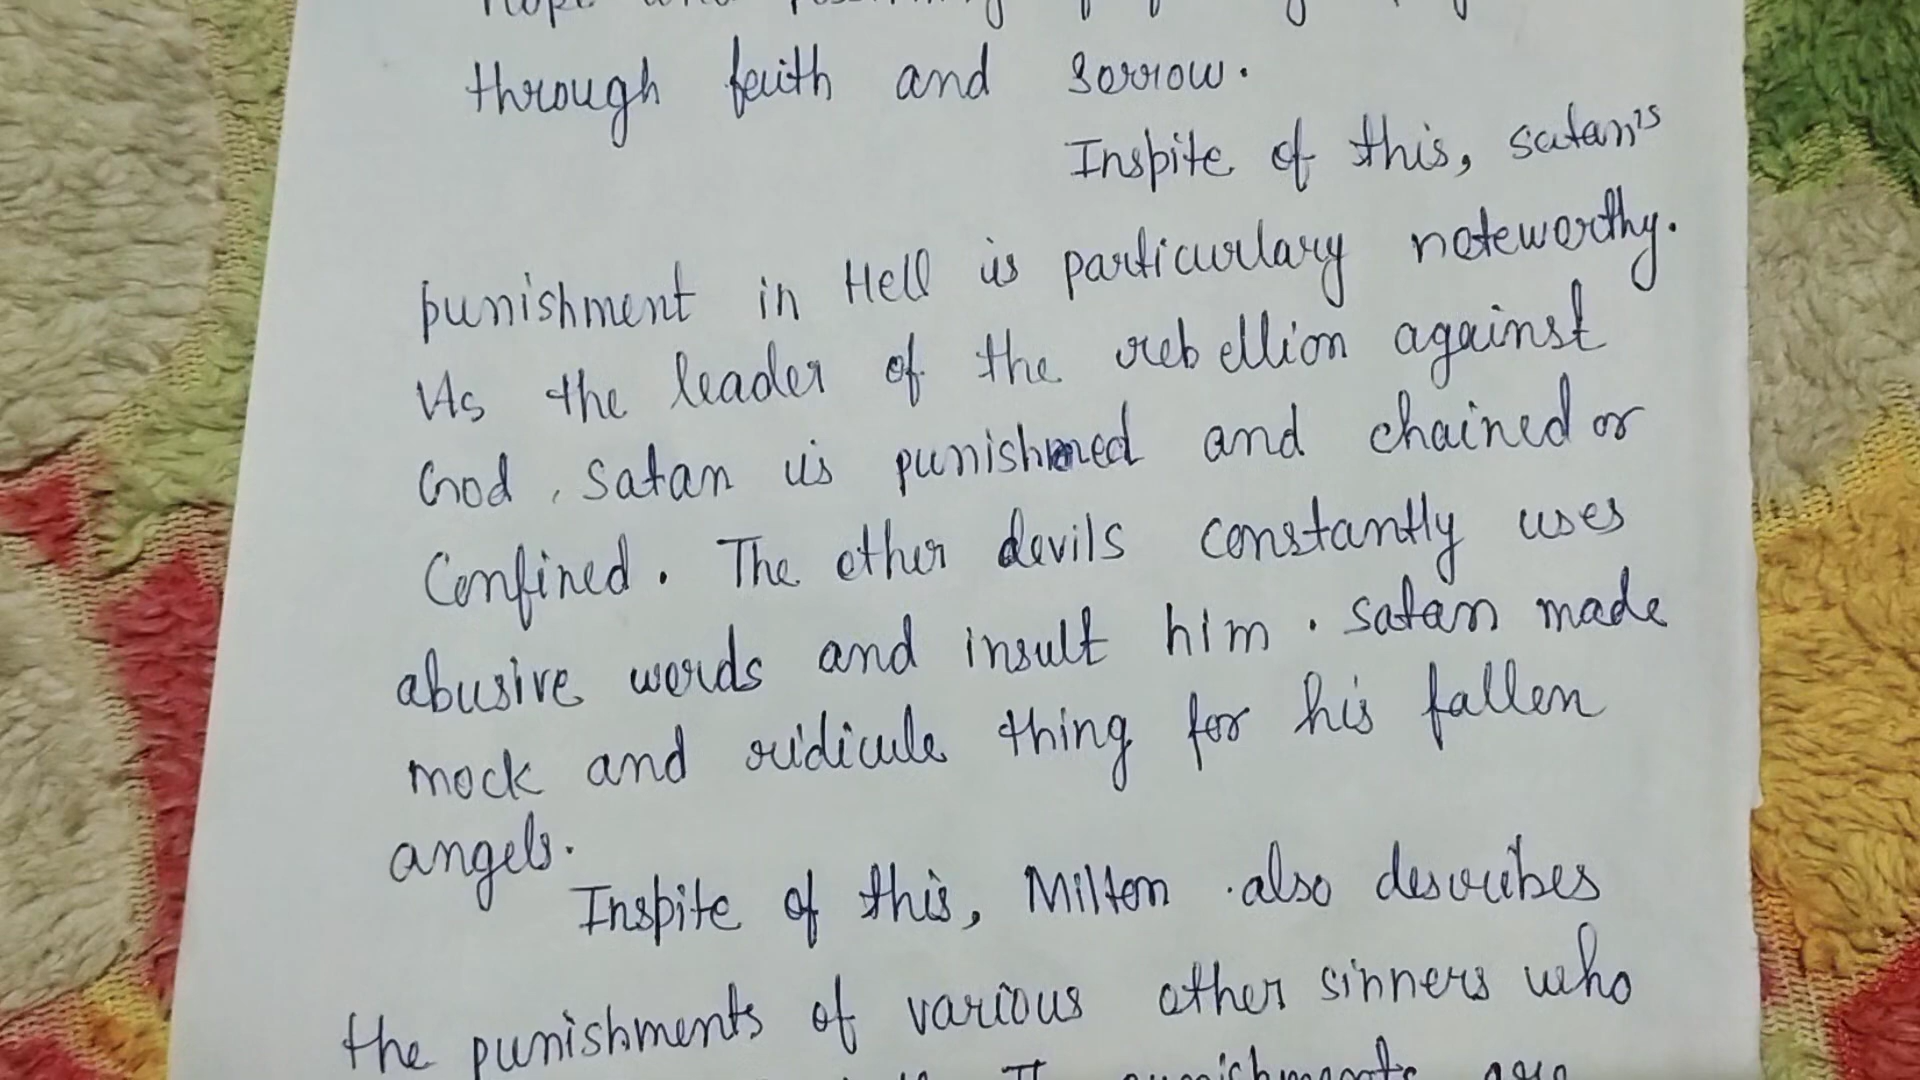 through faith and sorrow.
Inspite of this, satan's
punishment in Hell is particurlary noteworthy.
As the leader of the rebellion against
God, Satan is punished and chained or
Confined. The other devils constantly uses
abusive words and insult him. Satan made
mock and ridicule thing for his fallen
angels.
Inspite of this, Milton also describes
the punishments of various other sinners who